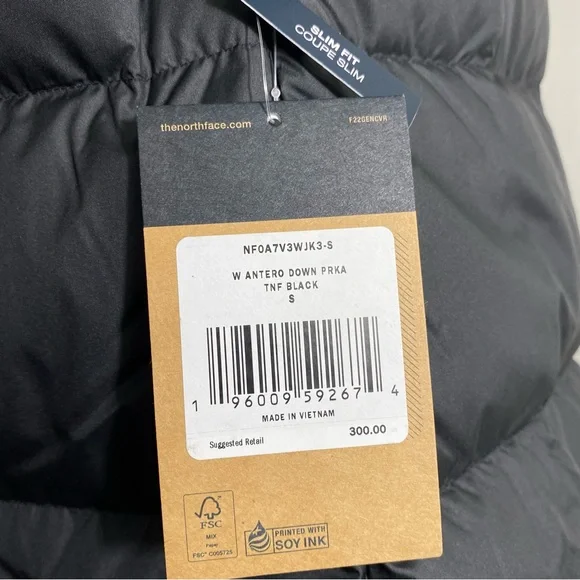 SLIM FIT
COUPE SLIM
thenorthface.com
F22GENCVR
NF0A7V3WJK3-S
W ANTERO DOWN PRKA
TNF BLACK
S
1 96009 59267 4
MADE IN VIETNAM
300.00
Suggested Retail
FSC
MIX
Paper
FSC® C008725
PRINTED WITH
SOY INK